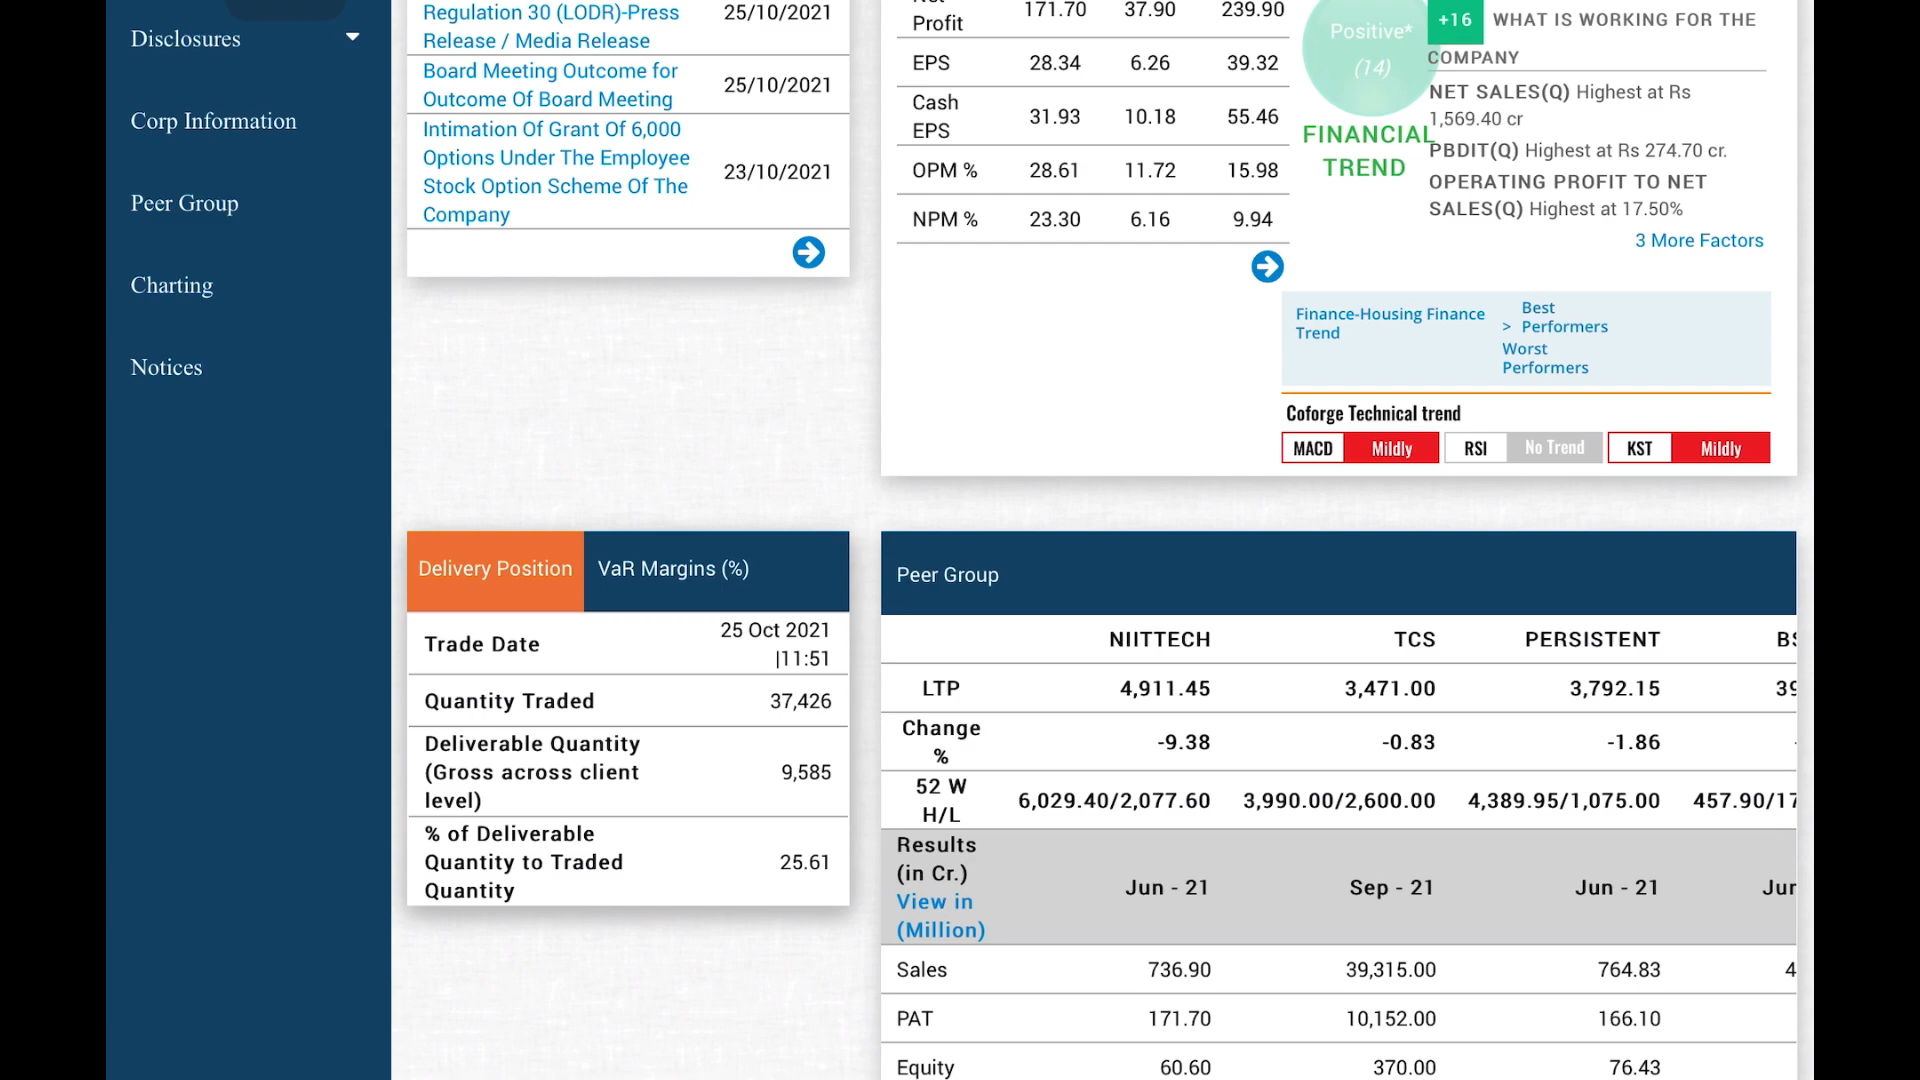 Disclosures
Corp Information
Peer Group
Charting
Notices
Regulation 30 (LODR)-Press
Release / Media Release
25/10/2021
Board Meeting Outcome for
Outcome Of Board Meeting
25/10/2021
Intimation Of Grant Of 6,000
Options Under The Employee
Stock Option Scheme Of The
Company
23/10/2021
Profit 171.70 37.90 239.90
EPS 28.34 6.26 39.32
Cash
EPS
31.93 10.18 55.46
OPM % 28.61 11.72 15.98
NPM % 23.30 6.16 9.94
Positive*
(14)
FINANCIAL
TREND
+16 WHAT IS WORKING FOR THE
COMPANY
NET SALES(Q) Highest at Rs
1,569.40 cr
PBDIT(Q) Highest at Rs 274.70 cr.
OPERATING PROFIT TO NET
SALES(Q) Highest at 17.50%
3 More Factors
Finance-Housing Finance
Trend
> Best
Performers
Worst
Performers
Coforge Technical trend
MACD Mildly RSI No Trend KST Mildly
Delivery Position VaR Margins (%)
Trade Date 25 Oct 2021
|11:51
Quantity Traded 37,426
Deliverable Quantity
(Gross across client
level)
9,585
% of Deliverable
Quantity to Traded
Quantity
25.61
Peer Group
NIITTECH TCS PERSISTENT
LTP 4,911.45 3,471.00 3,792.15
Change
%
-9.38 -0.83 -1.86
52 W
H/L
6,029.40/2,077.60 3,990.00/2,600.00 4,389.95/1,075.00 457.90/17
Results
(in Cr.)
View in
(Million)
Jun - 21 Sep - 21 Jun - 21
Sales 736.90 39,315.00 764.83
PAT 171.70 10,152.00 166.10
Equity 60.60 370.00 76.43